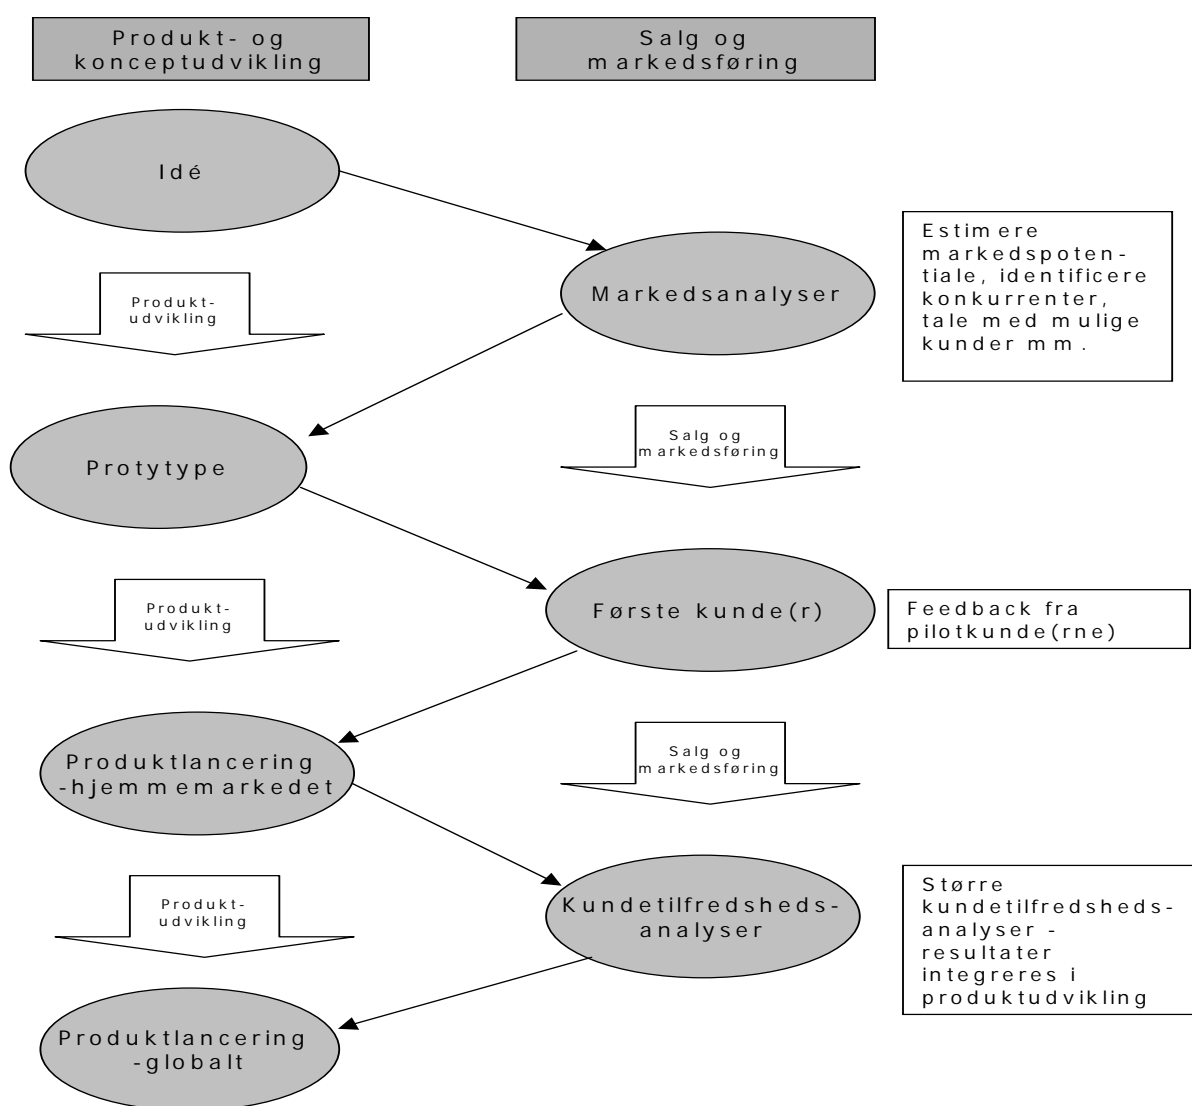 Produkt- og
konceptudvikling
Salg og
markedsføring
Idé
Markedsanalyser
Estimere
markedspoten-
tiale, identificere
konkurrenter,
tale med mulige
kunder mm.
Produkt-
udvikling
Protytype
Salg og
markedsføring
Produkt-
udvikling
Første kunde(r)
Feedback fra
pilotkunde(rne)
Produktlancering
-hjemmemarkedet
Salg og
markedsføring
Produkt-
udvikling
Kundetilfredsheds-
analyser
Større
kundetilfredsheds-
analyser -
resultater
integreres i
produktudvikling
Produktlancering
-globalt